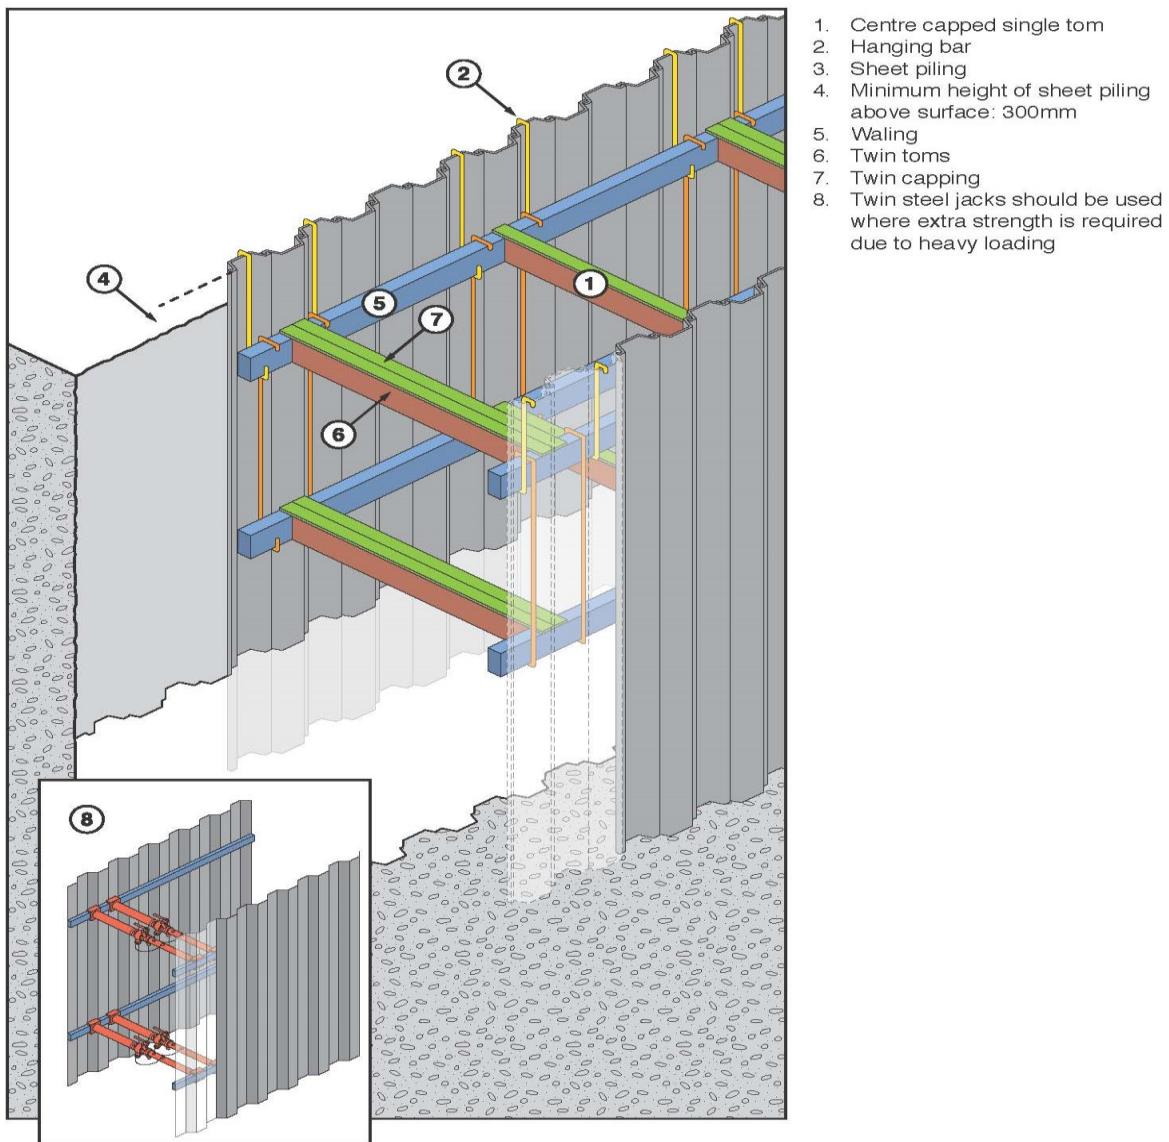 1. Centre capped single tom
2. Hanging bar
3. Sheet piling
4. Minimum height of sheet piling
above surface: 300mm
5. Waling
6. Twin toms
7. Twin capping
8. Twin steel jacks should be used
where extra strength is required
due to heavy loading
2
4
1
5
7
6
8